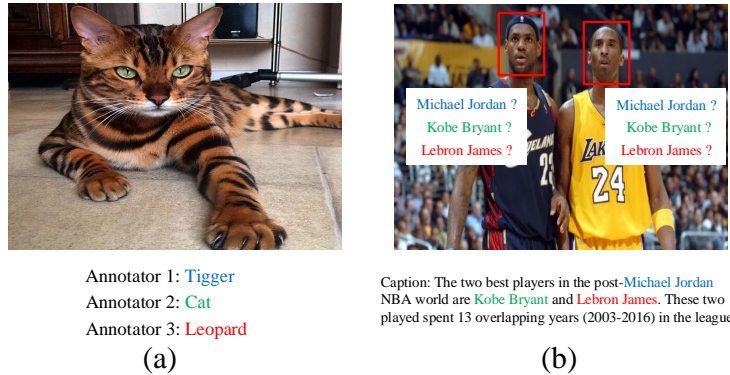 Michael Jordan ?
Kobe Bryant ?
Lebron James ?
Michael Jordan ?
Kobe Bryant ?
Lebron James ?
23
LAK
24
Annotator 1: Tigger
Annotator 2: Cat
Annotator 3: Leopard
(a)
Caption: The two best players in the post-Michael Jordan
NBA world are Kobe Bryant and Lebron James. These two
played spent 13 overlapping years (2003-2016) in the league
(b)